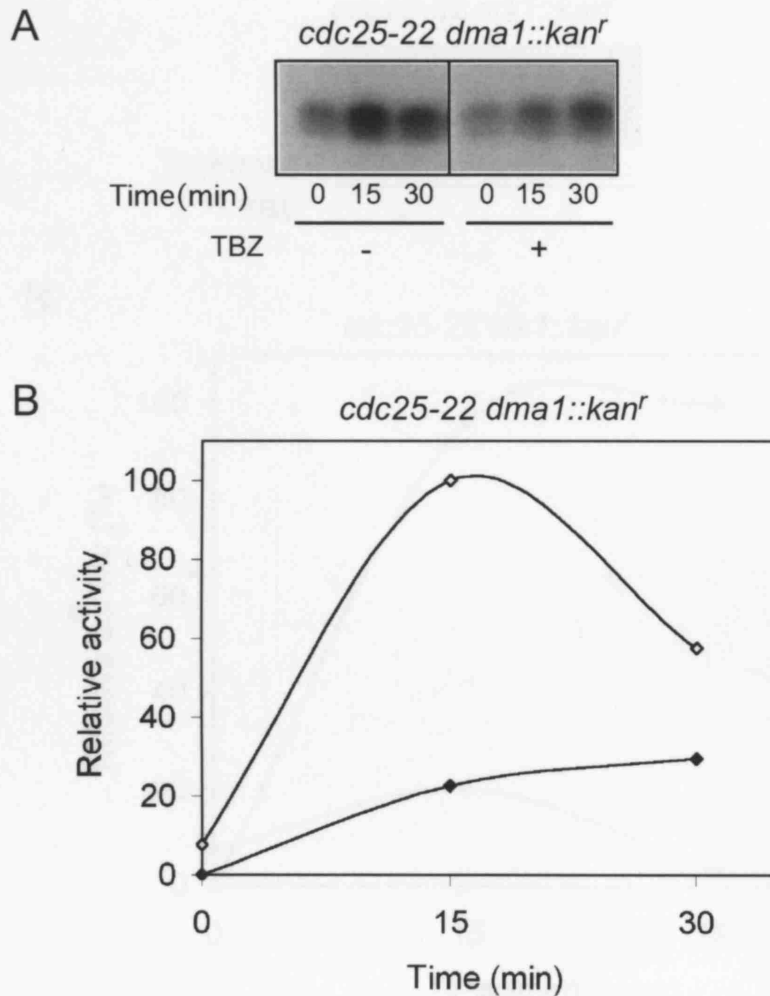 A
cdc25-22 dma1::kanʳ
Time(min) 0 15 30 0 15 30
TBZ - +
B
cdc25-22 dma1::kanʳ
100
80
60
40
20
0
Relative activity
0 15 30
Time (min)